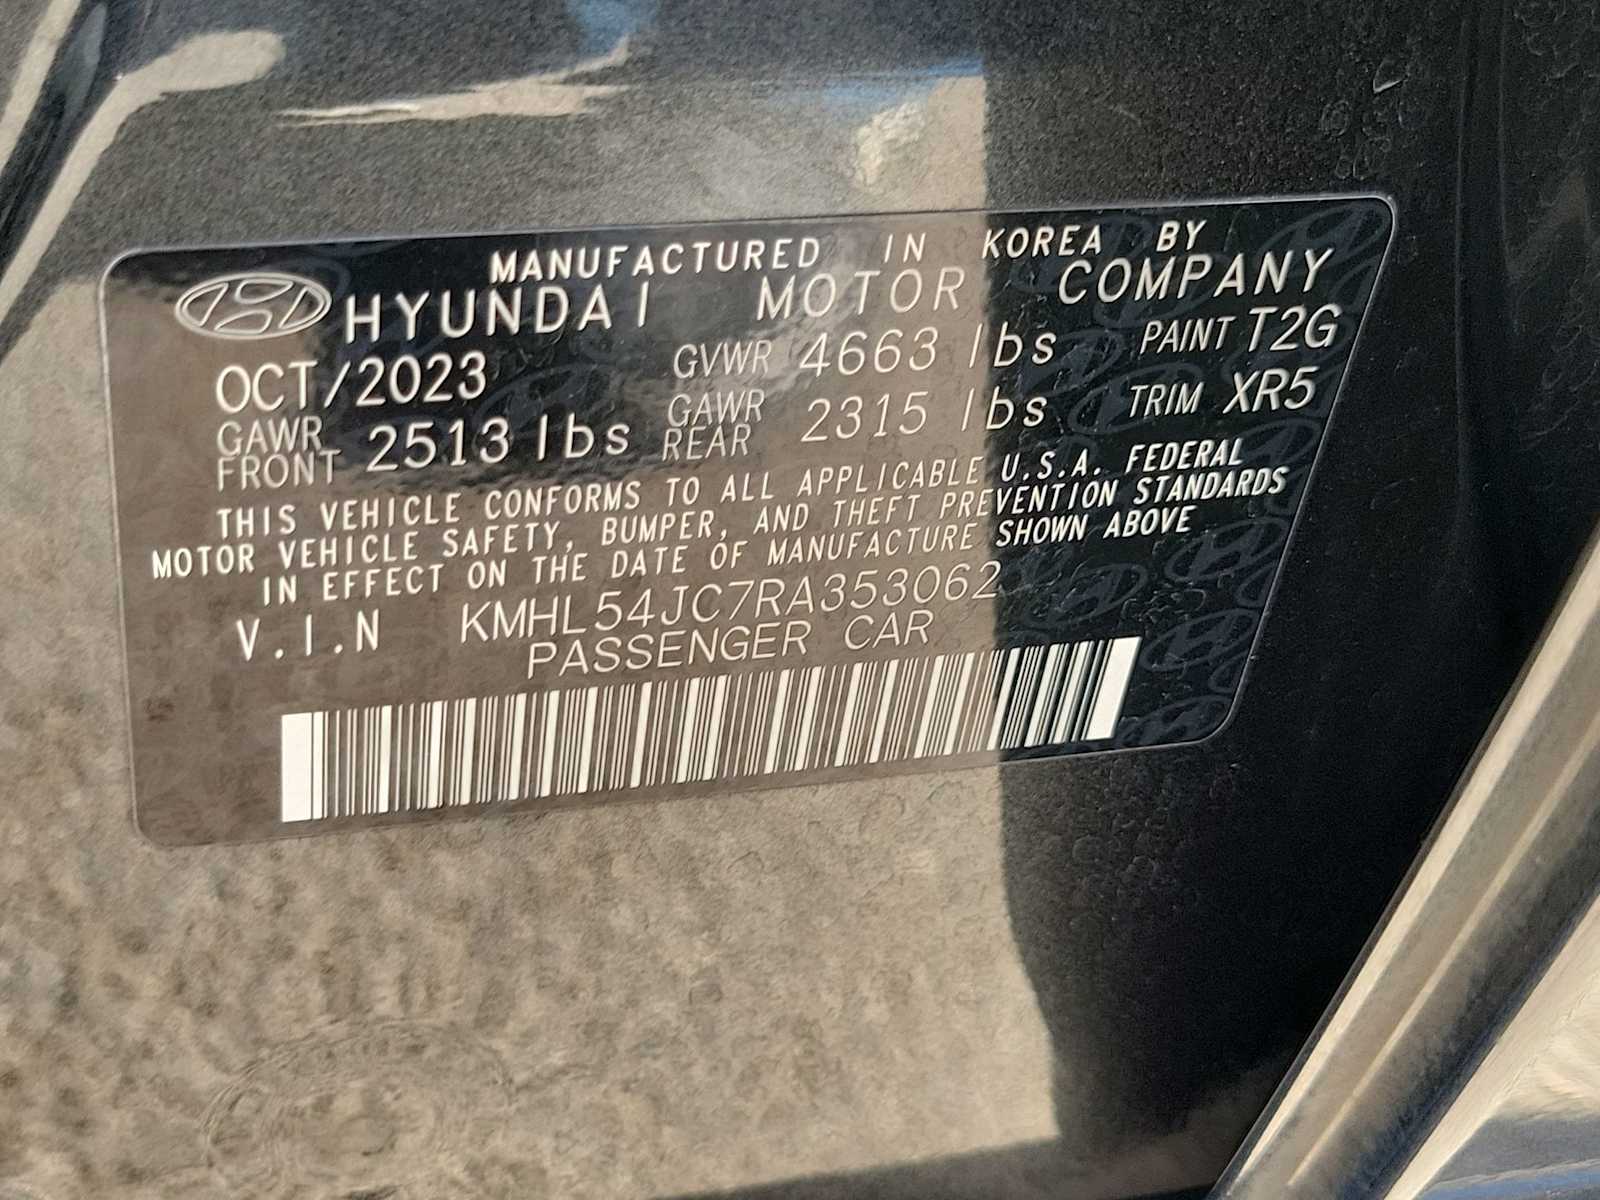 MANUFACTURED IN KOREA BY
HYUNDAI MOTOR COMPANY
OCT/2023 GVWR 4663 lbs PAINT T2G
GAWR FRONT 2513 lbs GAWR REAR 2315 lbs TRIM XR5
THIS VEHICLE CONFORMS TO ALL APPLICABLE U.S.A. FEDERAL
MOTOR VEHICLE SAFETY, BUMPER, AND THEFT PREVENTION STANDARDS
IN EFFECT ON THE DATE OF MANUFACTURE SHOWN ABOVE
V.I.N KMHL54JC7RA353062
PASSENGER CAR